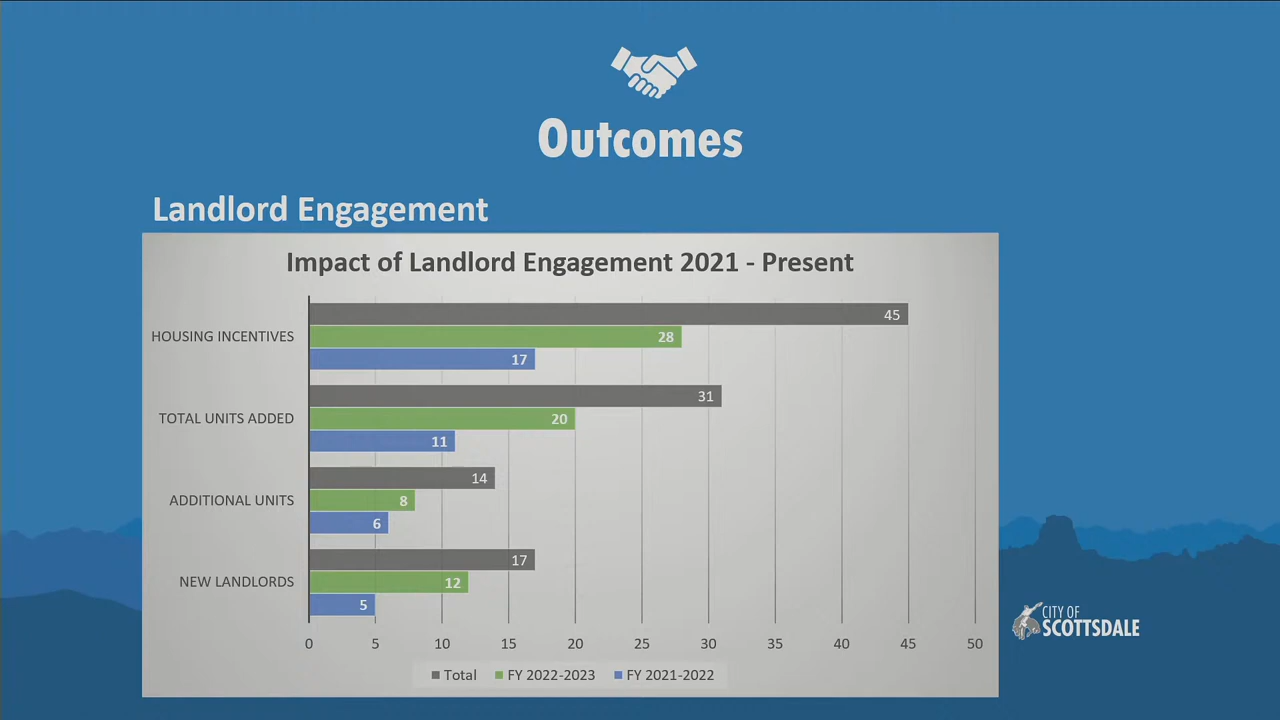 Outcomes
Landlord Engagement
Impact of Landlord Engagement 2021 - Present
HOUSING INCENTIVES
45
28
17
TOTAL UNITS ADDED
31
20
11
ADDITIONAL UNITS
14
8
6
NEW LANDLORDS
17
12
5
0 5 10 15 20 25 30 35 40 45 50
Total FY 2022-2023 FY 2021-2022
CITY OF
SCOTTSDALE